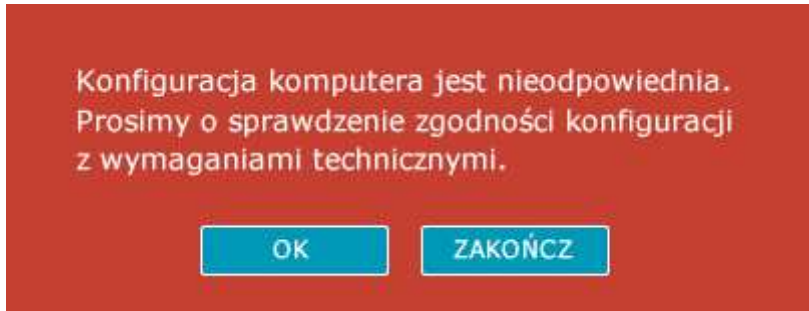 Konfiguracja komputera jest nieodpowiednia.
Prosimy o sprawdzenie zgodności konfiguracji
z wymaganiami technicznymi.
OK ZAKOŃCZ